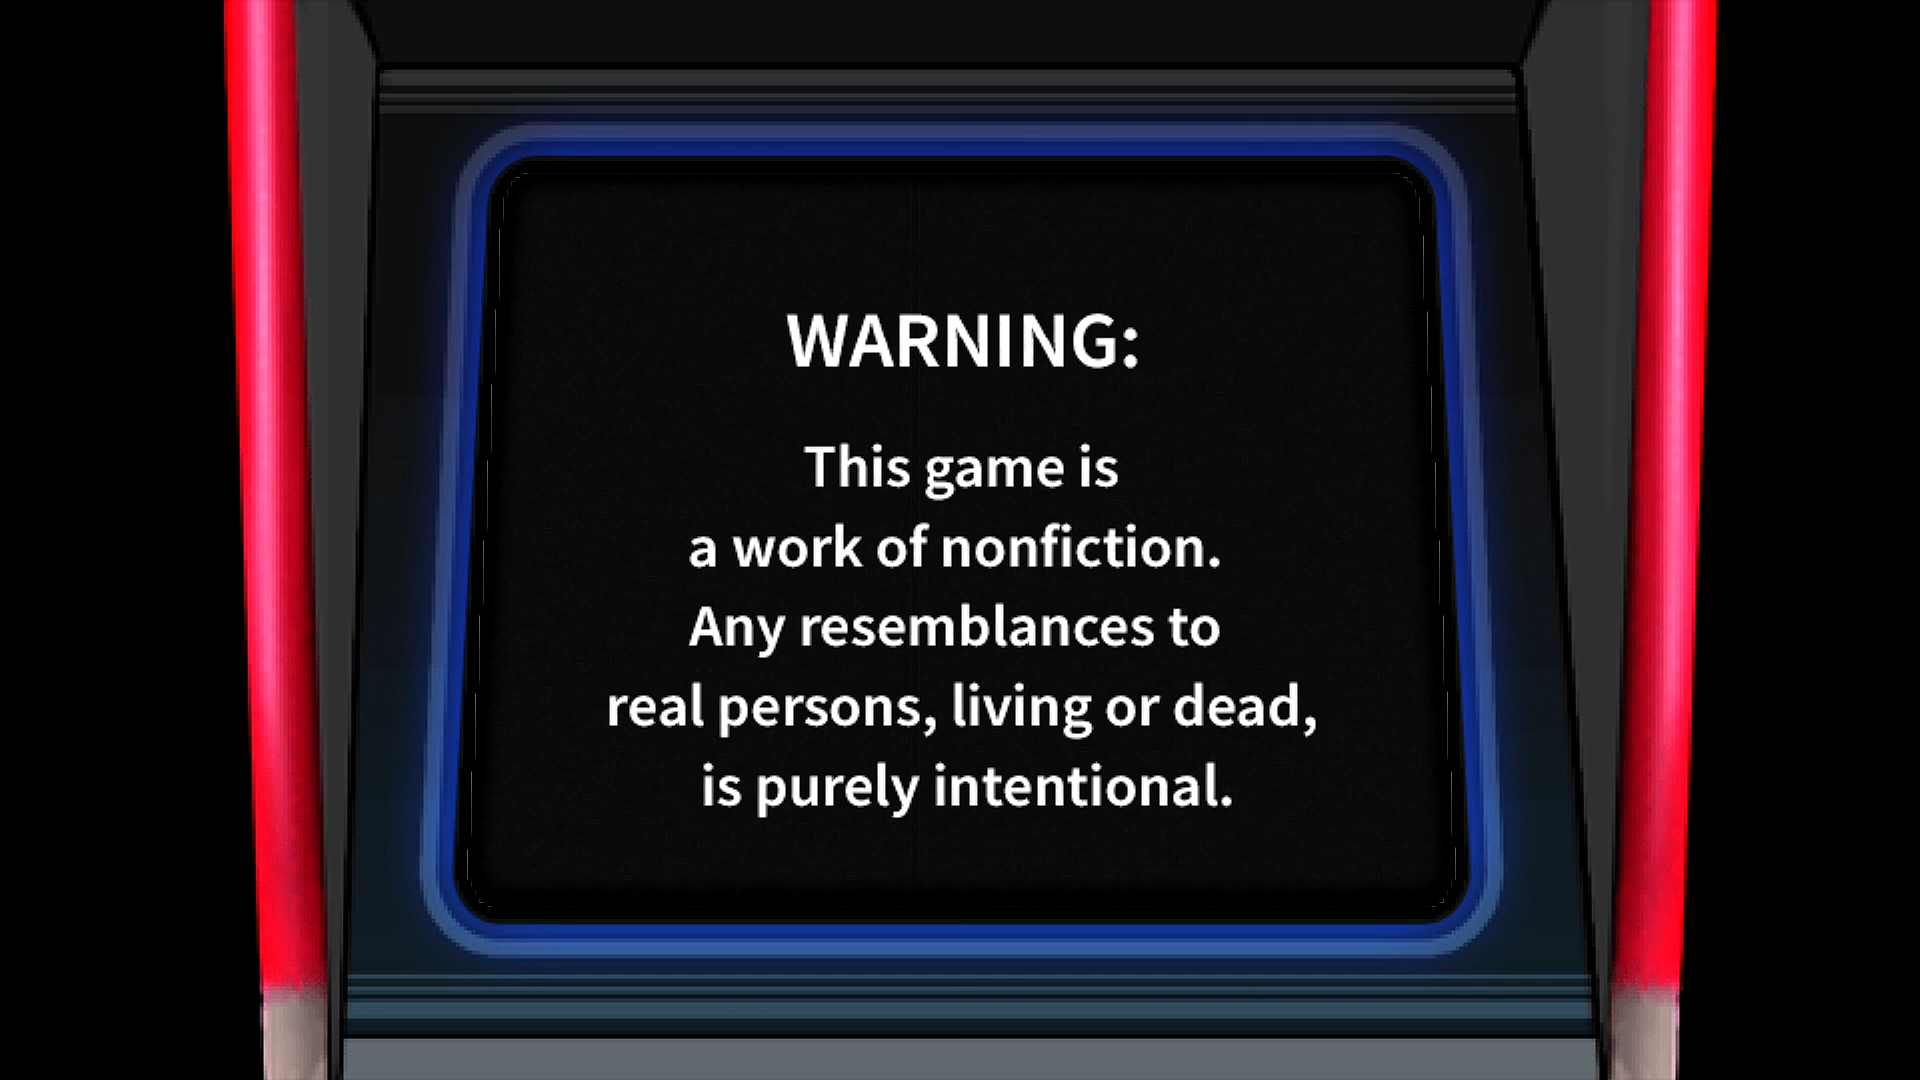 WARNING:
This game is
a work of nonfiction.
Any resemblances to
real persons, living or dead,
is purely intentional.